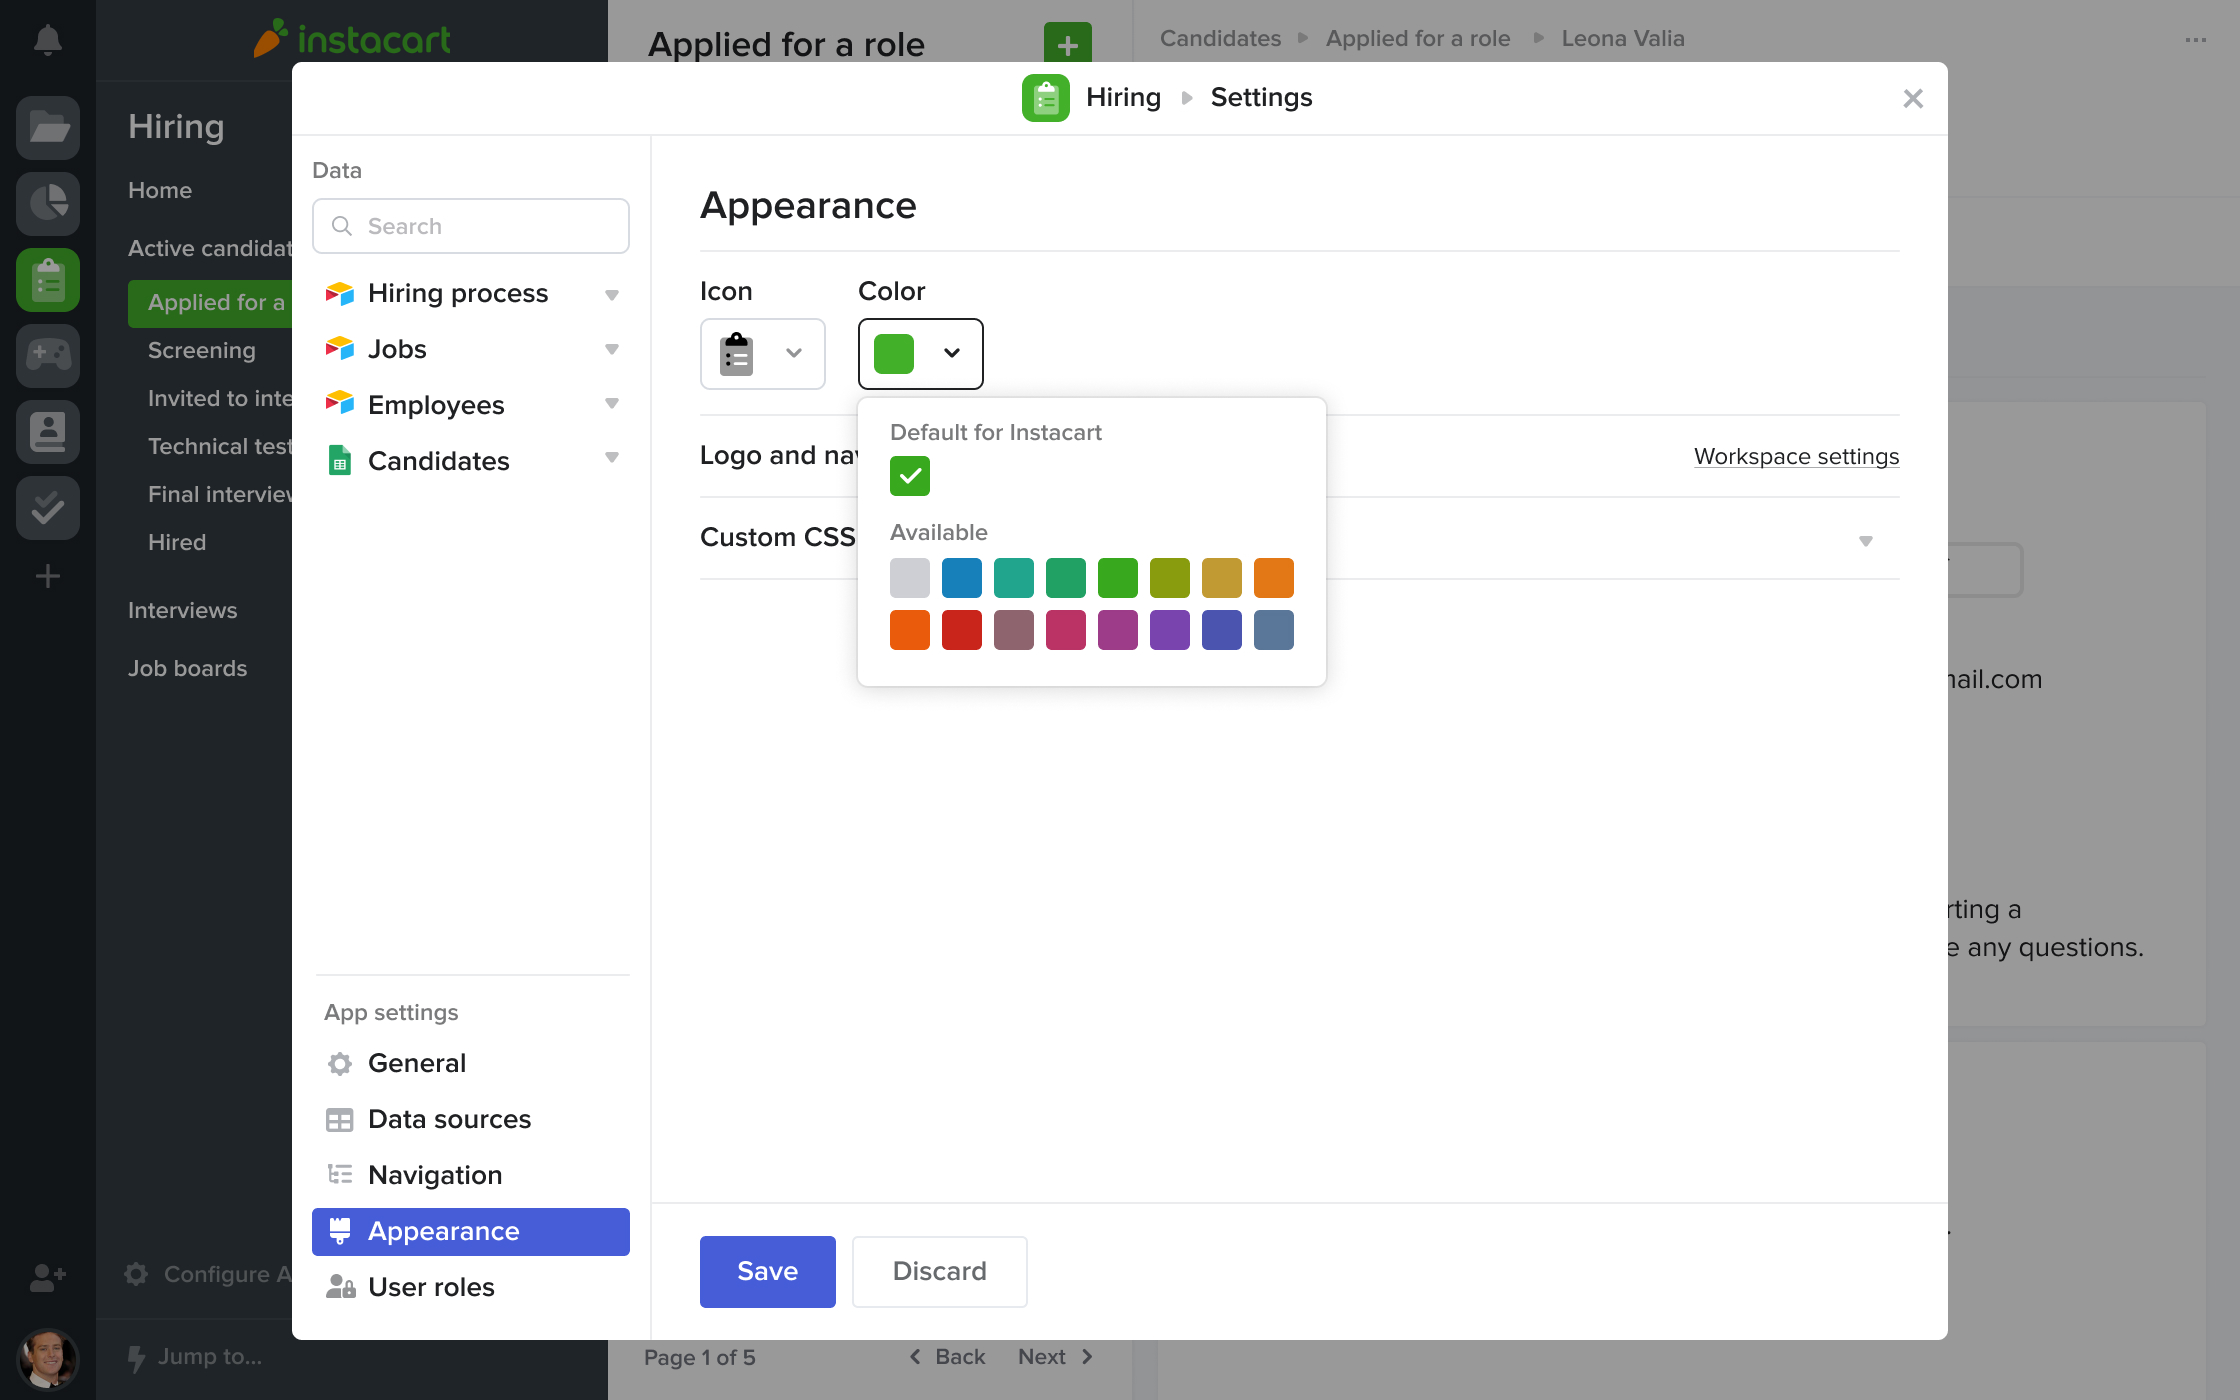 instacart
Applied for a role
Candidates
Applied for a role
Leona Valia
Hiring
Settings
Hiring
Home
Active candidat
Applied for a
Screening
Invited to inte
Technical test
Final interview
Hired
Interviews
Job boards
Configure A
Jump to...
Data
Search
Hiring process
Jobs
Employees
Candidates
App settings
General
Data sources
Navigation
Appearance
User roles
Appearance
Icon
Color
Default for Instacart
Available
Logo and nav
Workspace settings
Custom CSS
Save
Discard
mail.com
rting a
e any questions.
Page 1 of 5
Back
Next